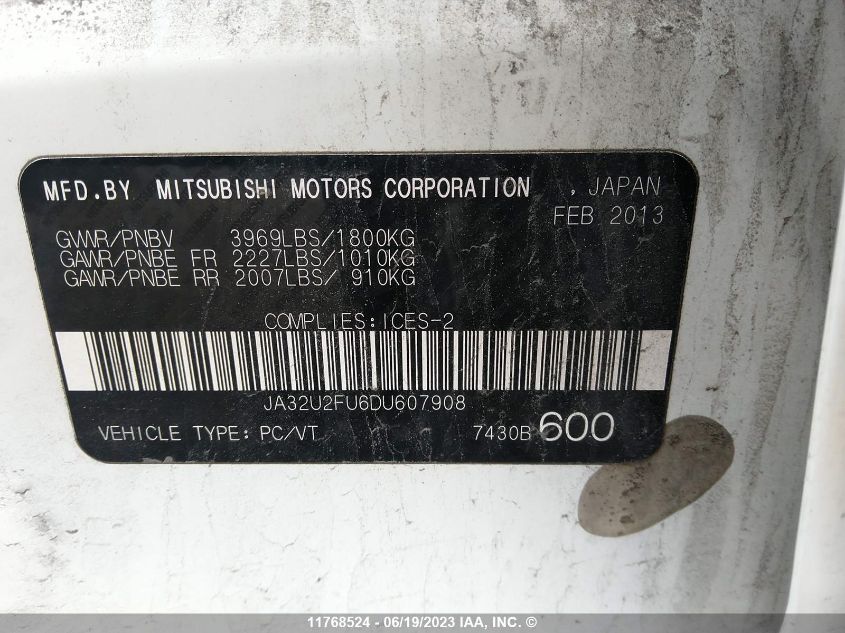 MFD.BY MITSUBISHI MOTORS CORPORATION , JAPAN
FEB 2013
GVWR/PNBV 3969LBS/1800KG
GAWR/PNBE FR 2227LBS/1010KG
GAWR/PNBE RR 2007LBS/ 910KG
COMPLIES:ICES-2
JA32U2FU6DU607908
VEHICLE TYPE: PC/VT 7430B 600
11768524 - 06/19/2023 IAA, INC. ©